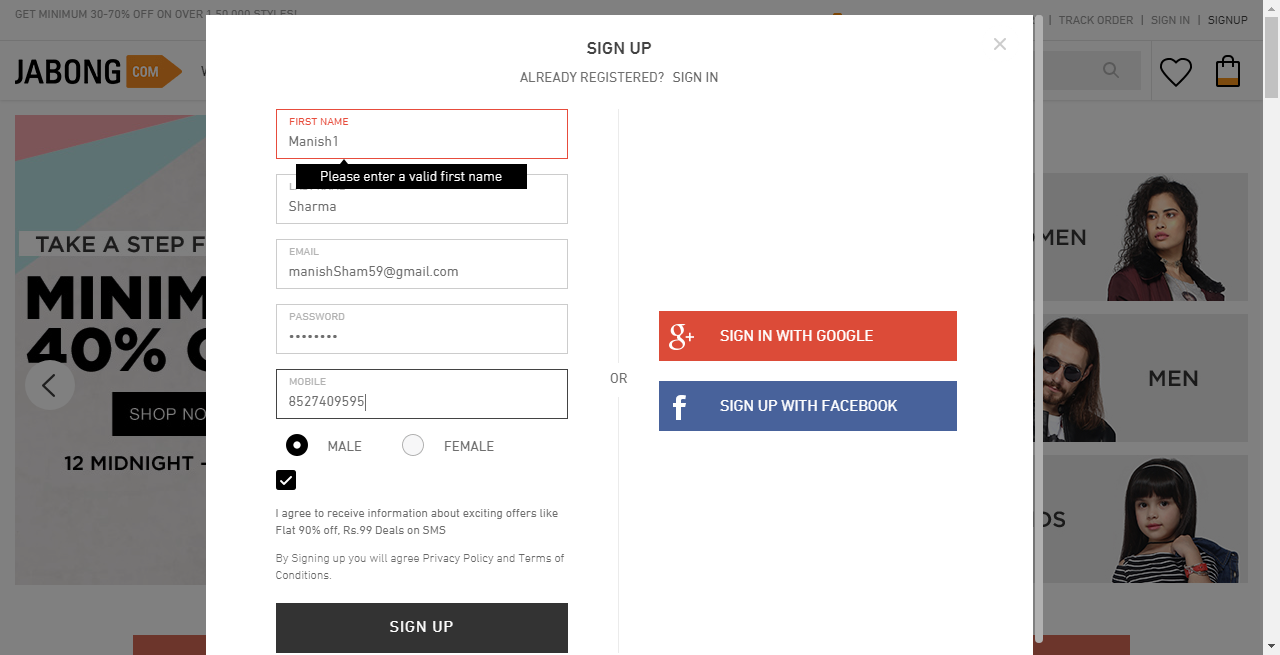 GET MINIMUM 30-70% OFF ON OVER 1,50,000 STYLES!
| TRACK ORDER | SIGN IN | SIGNUP
JABONG COM
SIGN UP
ALREADY REGISTERED? SIGN IN
FIRST NAME
Manish1
Please enter a valid first name
Sharma
EMAIL
manishSham59@gmail.com
PASSWORD
••••••••
MOBILE
8527409595
MALE FEMALE
I agree to receive information about exciting offers like
Flat 90% off, Rs.99 Deals on SMS
By Signing up you will agree Privacy Policy and Terms of
Conditions.
SIGN UP
OR
SIGN IN WITH GOOGLE
SIGN UP WITH FACEBOOK
TAKE A STEP F
MINIM
40%
SHOP NO
12 MIDNIGHT -
OMEN
MEN
DS